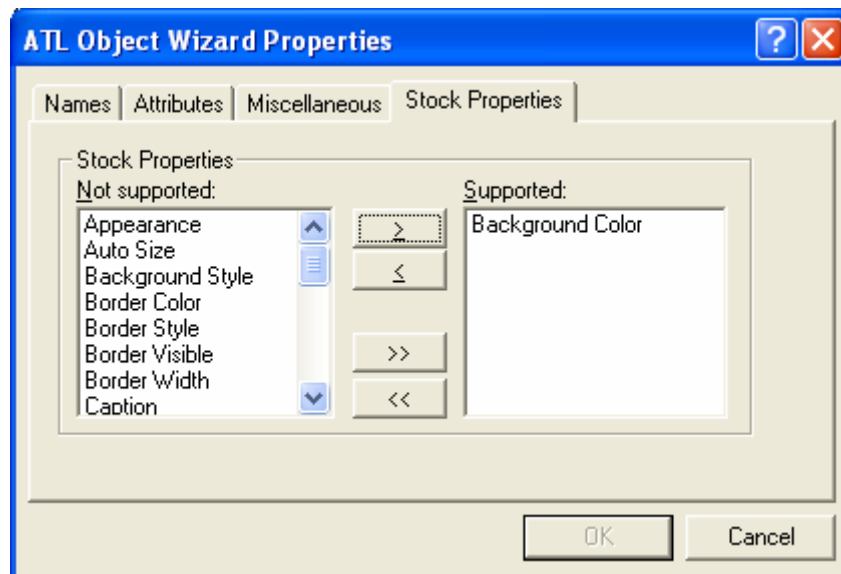 ATL Object Wizard Properties
Names Attributes Miscellaneous Stock Properties
Stock Properties
Not supported:
Supported:
Appearance
Auto Size
Background Style
Border Color
Border Style
Border Visible
Border Width
Caption
>
<
>>
<<
Background Color
OK Cancel